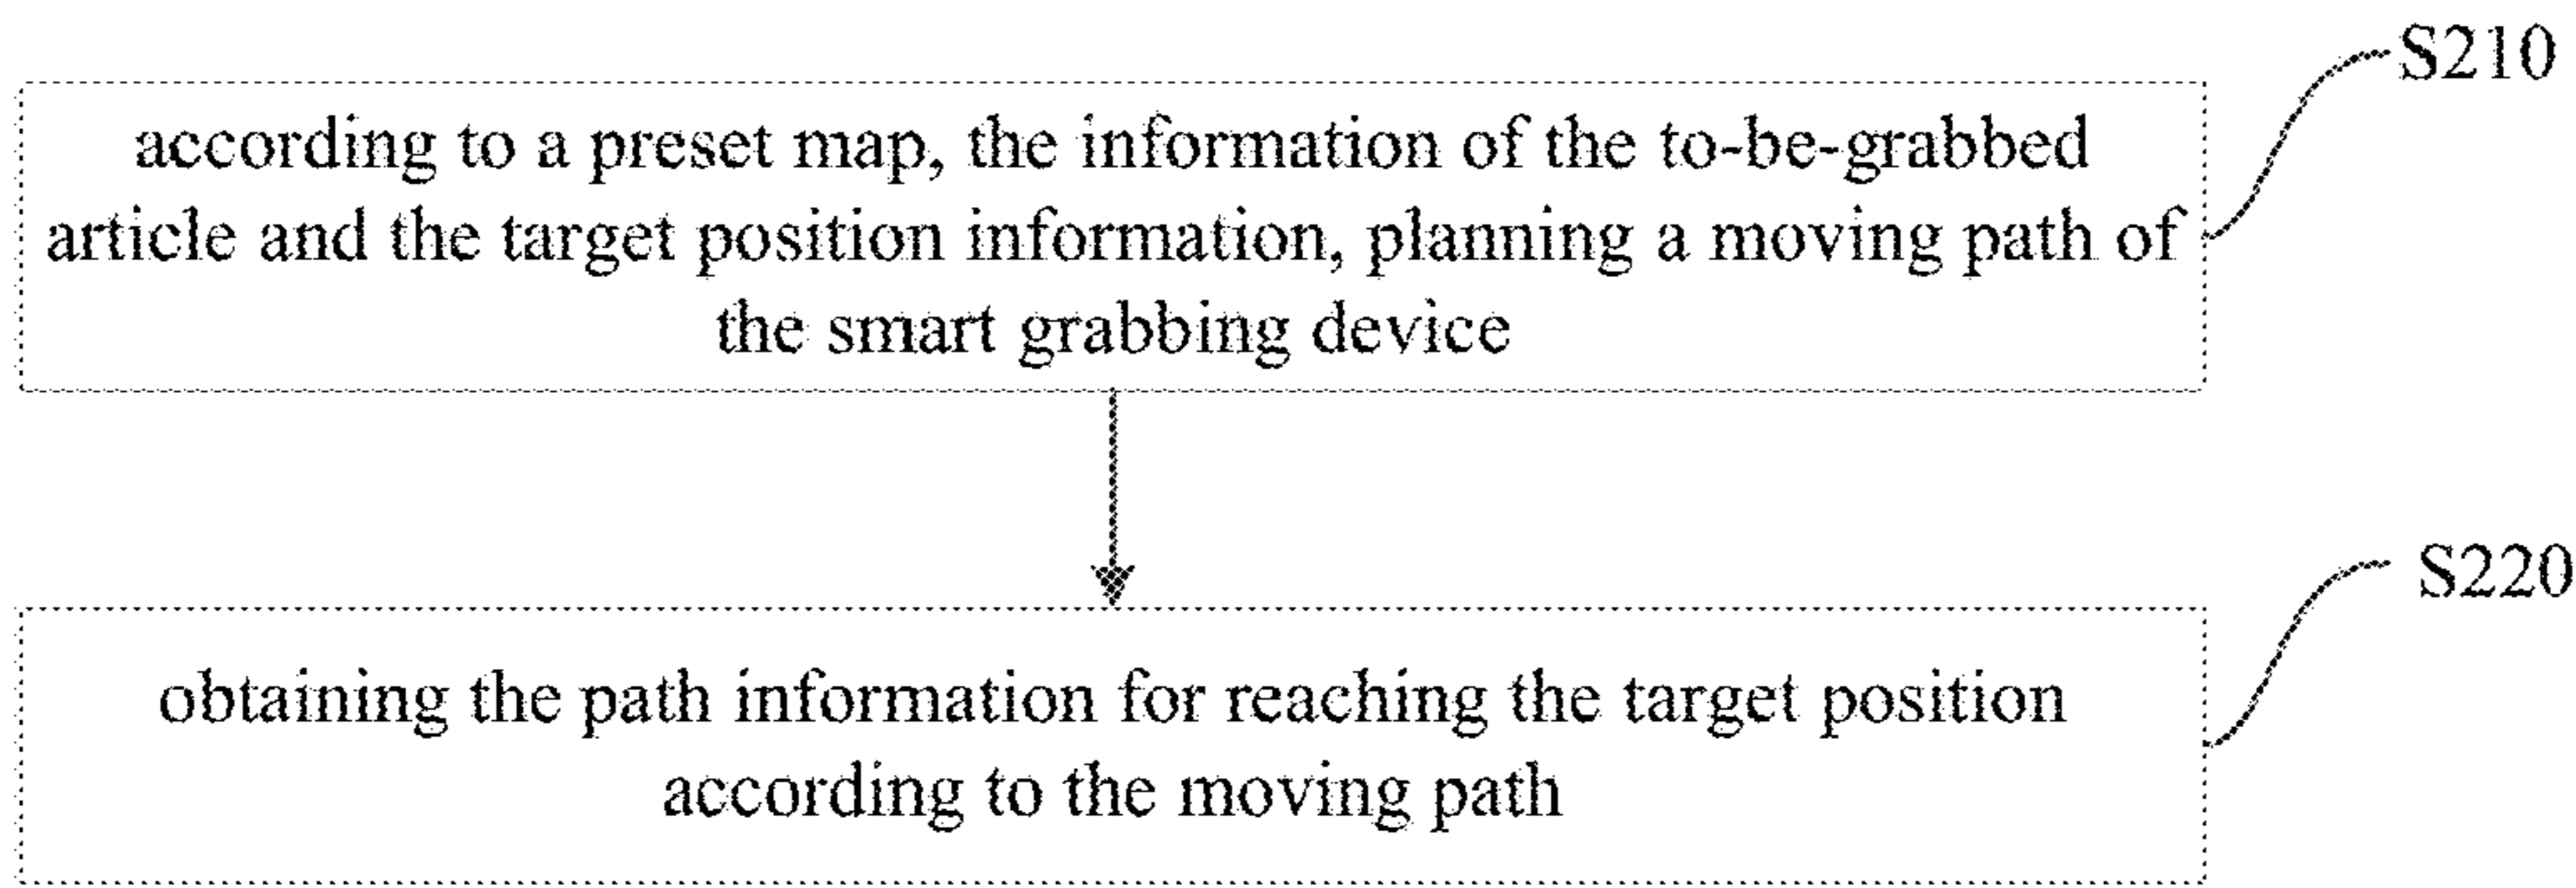 S210
according to a preset map, the information of the to-be-grabbed
article and the target position information, planning a moving path of
the smart grabbing device
S220
obtaining the path information for reaching the target position
according to the moving path